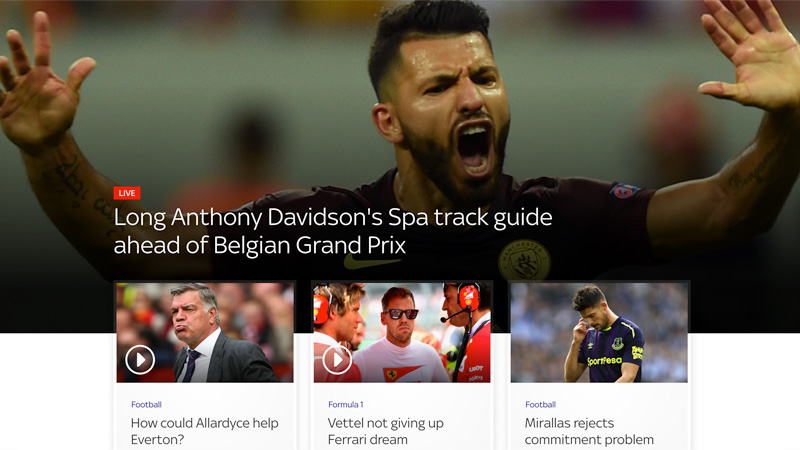 LIVE
Long Anthony Davidson's Spa track guide
ahead of Belgian Grand Prix
SportPesa
Football
How could Allardyce help
Everton?
Formula 1
Vettel not giving up
Ferrari dream
Football
Mirallas rejects
commitment problem